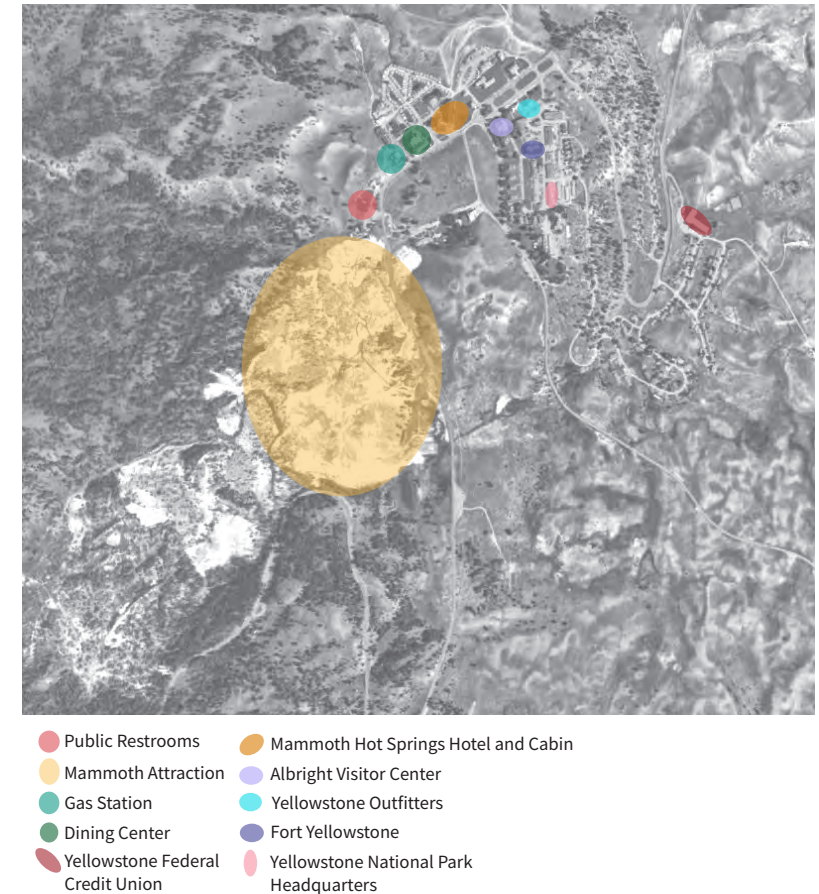 Public Restrooms
Mammoth Attraction
Gas Station
Dining Center
Yellowstone Federal
Credit Union
Mammoth Hot Springs Hotel and Cabin
Albright Visitor Center
Yellowstone Outfitters
Fort Yellowstone
Yellowstone National Park
Headquarters